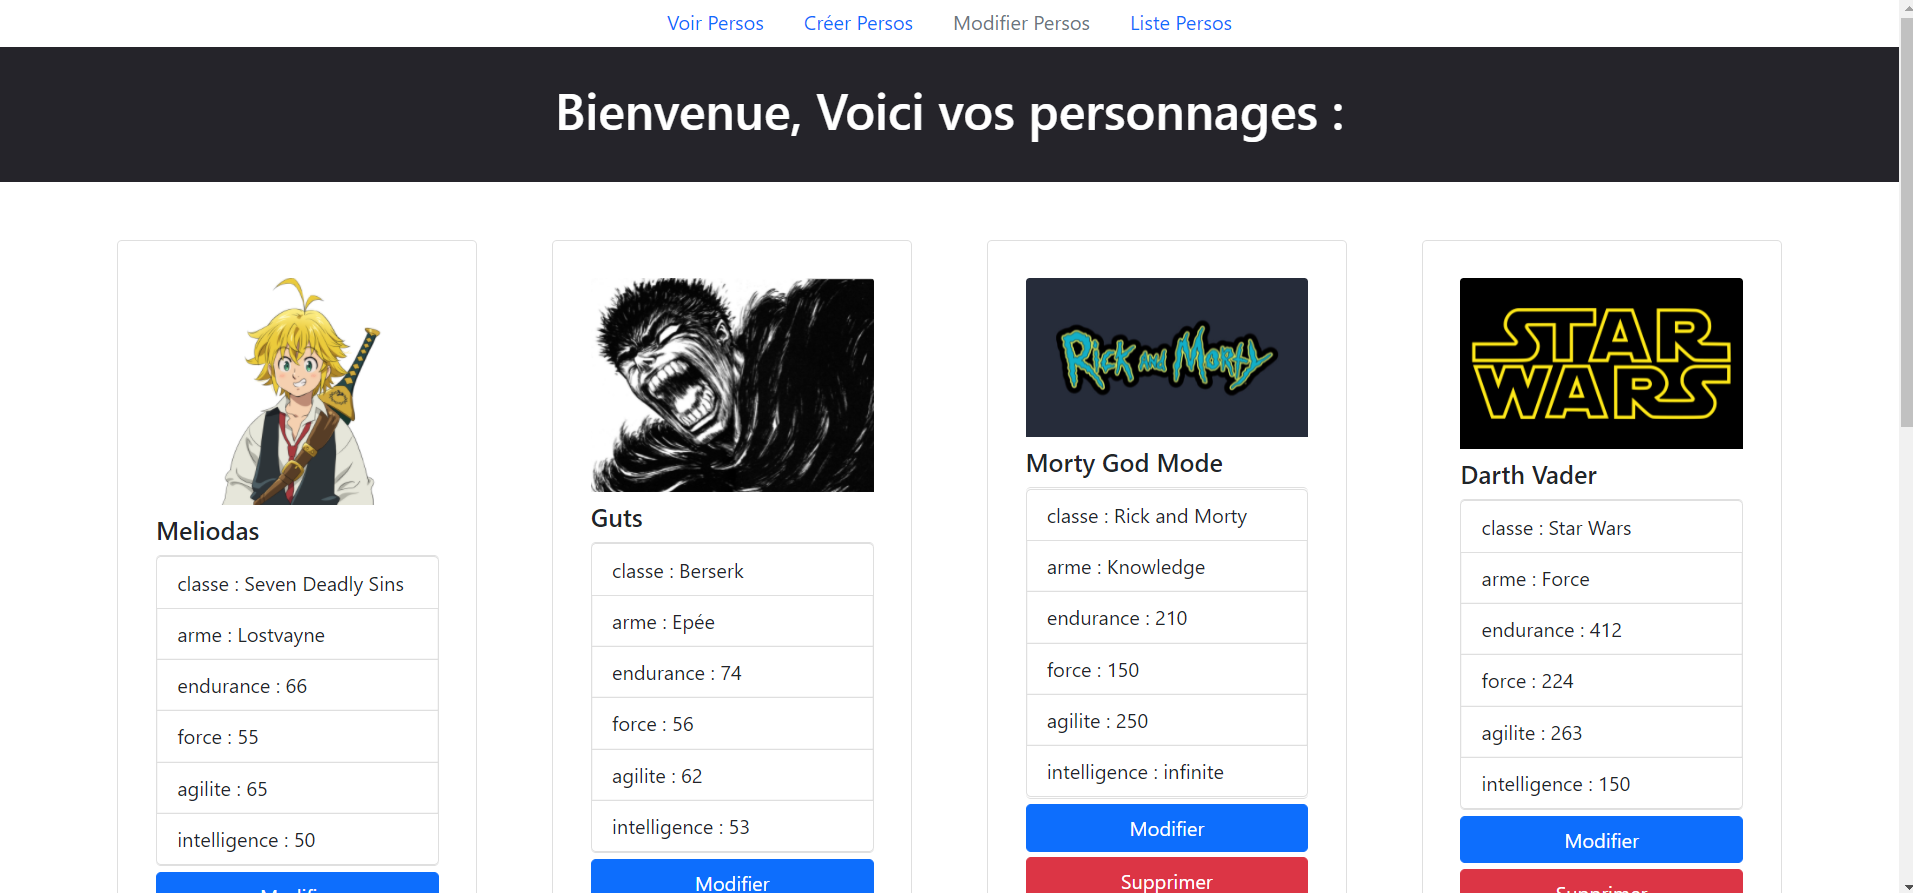 Voir Persos
Créer Persos
Modifier Persos
Liste Persos
Bienvenue, Voici vos personnages :
Meliodas
classe : Seven Deadly Sins
arme : Lostvayne
endurance : 66
force : 55
agilite : 65
intelligence : 50
Modifier
Guts
classe : Berserk
arme : Epée
endurance : 74
force : 56
agilite : 62
intelligence : 53
Modifier
RICK AND MORTY
Morty God Mode
classe : Rick and Morty
arme : Knowledge
endurance : 210
force : 150
agilite : 250
intelligence : infinite
Modifier
Supprimer
STAR
WARS
Darth Vader
classe : Star Wars
arme : Force
endurance : 412
force : 224
agilite : 263
intelligence : 150
Modifier
Supprimer